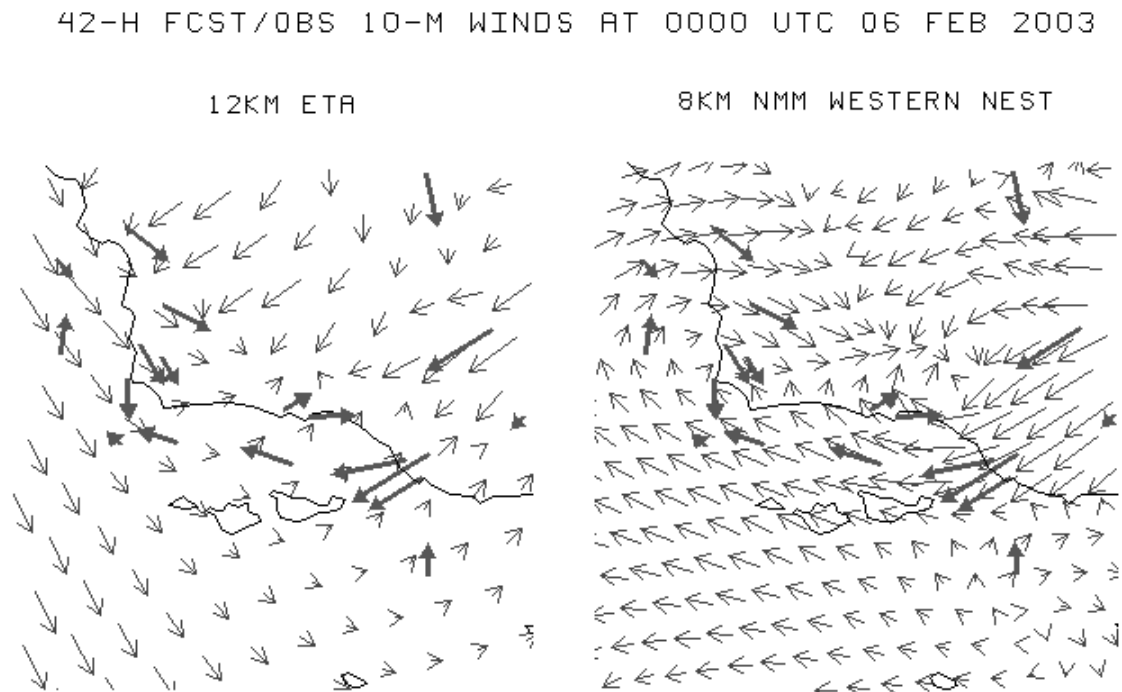 42-H FCST/OBS 10-M WINDS AT 0000 UTC 06 FEB 2003
12KM ETA
8KM NMM WESTERN NEST